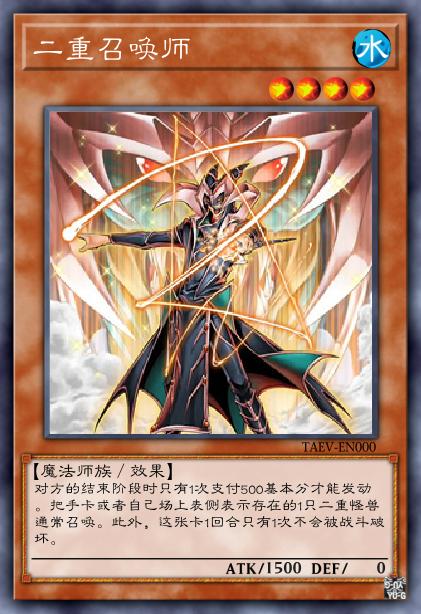 二重召唤师
水
TAEV-EN000
【魔法师族／效果】
对方的结束阶段时只有1次支付500基本分才能发动
。把手卡或者自己场上表侧表示存在的1只二重怪兽
通常召唤。此外，这张卡1回合只有1次不会被战斗破
坏。
ATK/1500 DEF/ 0